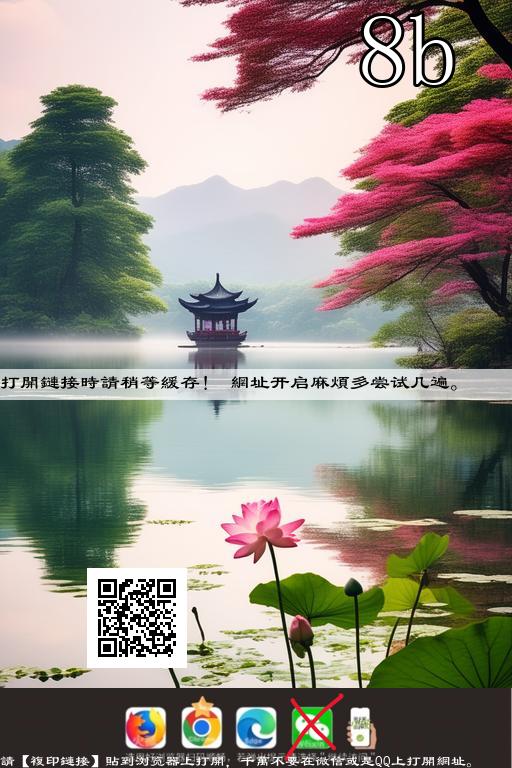 8b
打開鏈接時請稍等緩存！ 網址开启麻煩多尝试几遍。
請【複印鏈接】貼到浏览器上打開，千萬不要在微信或是QQ上打開網址。